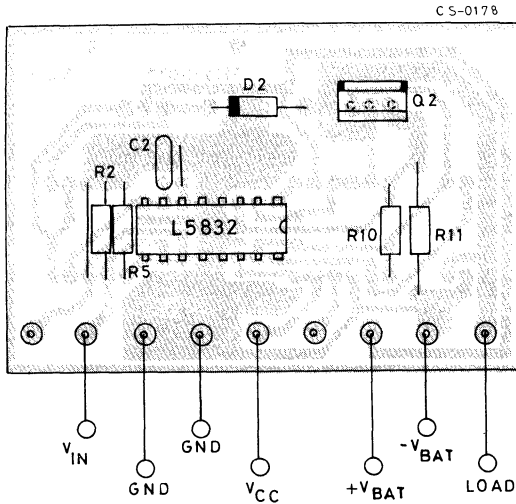 CS-0178
D2
Q2
C2
R2
L5832
R10
R11
R5
VIN
GND
GND
VCC
+VBAT
-VBAT
LOAD